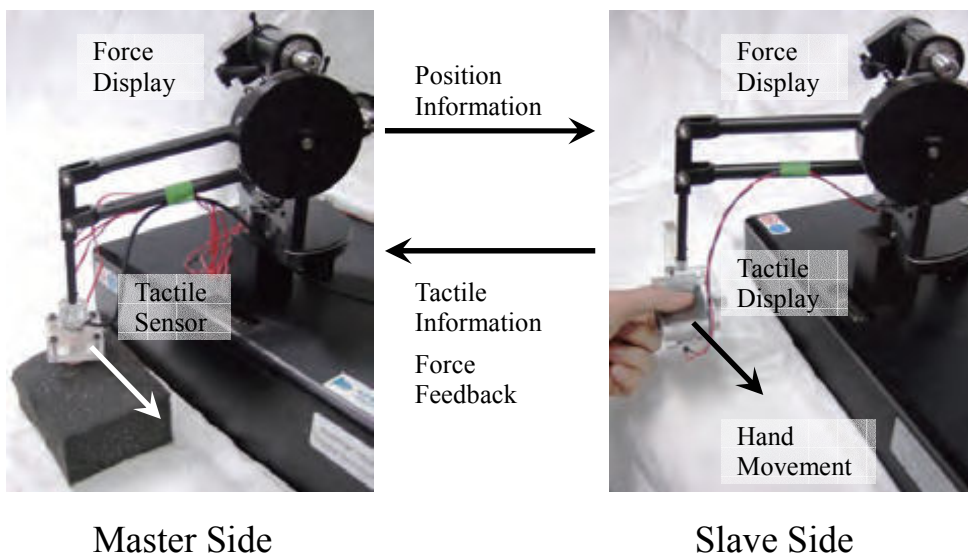 Force
Display
Position
Information
Force
Display
Tactile
Sensor
Tactile
Information
Force
Feedback
Tactile
Display
Hand
Movement
Master Side
Slave Side